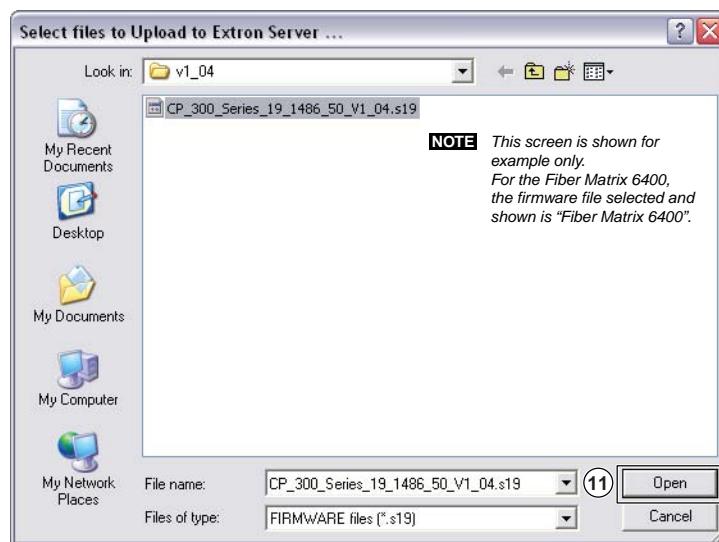 Select files to Upload to Extron Server ...
Look in:
v1_04
CP_300_Series_19_1486_50_V1_04.s19
NOTE This screen is shown for
example only.
For the Fiber Matrix 6400,
the firmware file selected and
shown is “Fiber Matrix 6400”.
My Recent
Documents
Desktop
My Documents
My Computer
My Network
Places
File name:
CP_300_Series_19_1486_50_V1_04.s19
11
Open
Files of type:
FIRMWARE files (*.s19)
Cancel